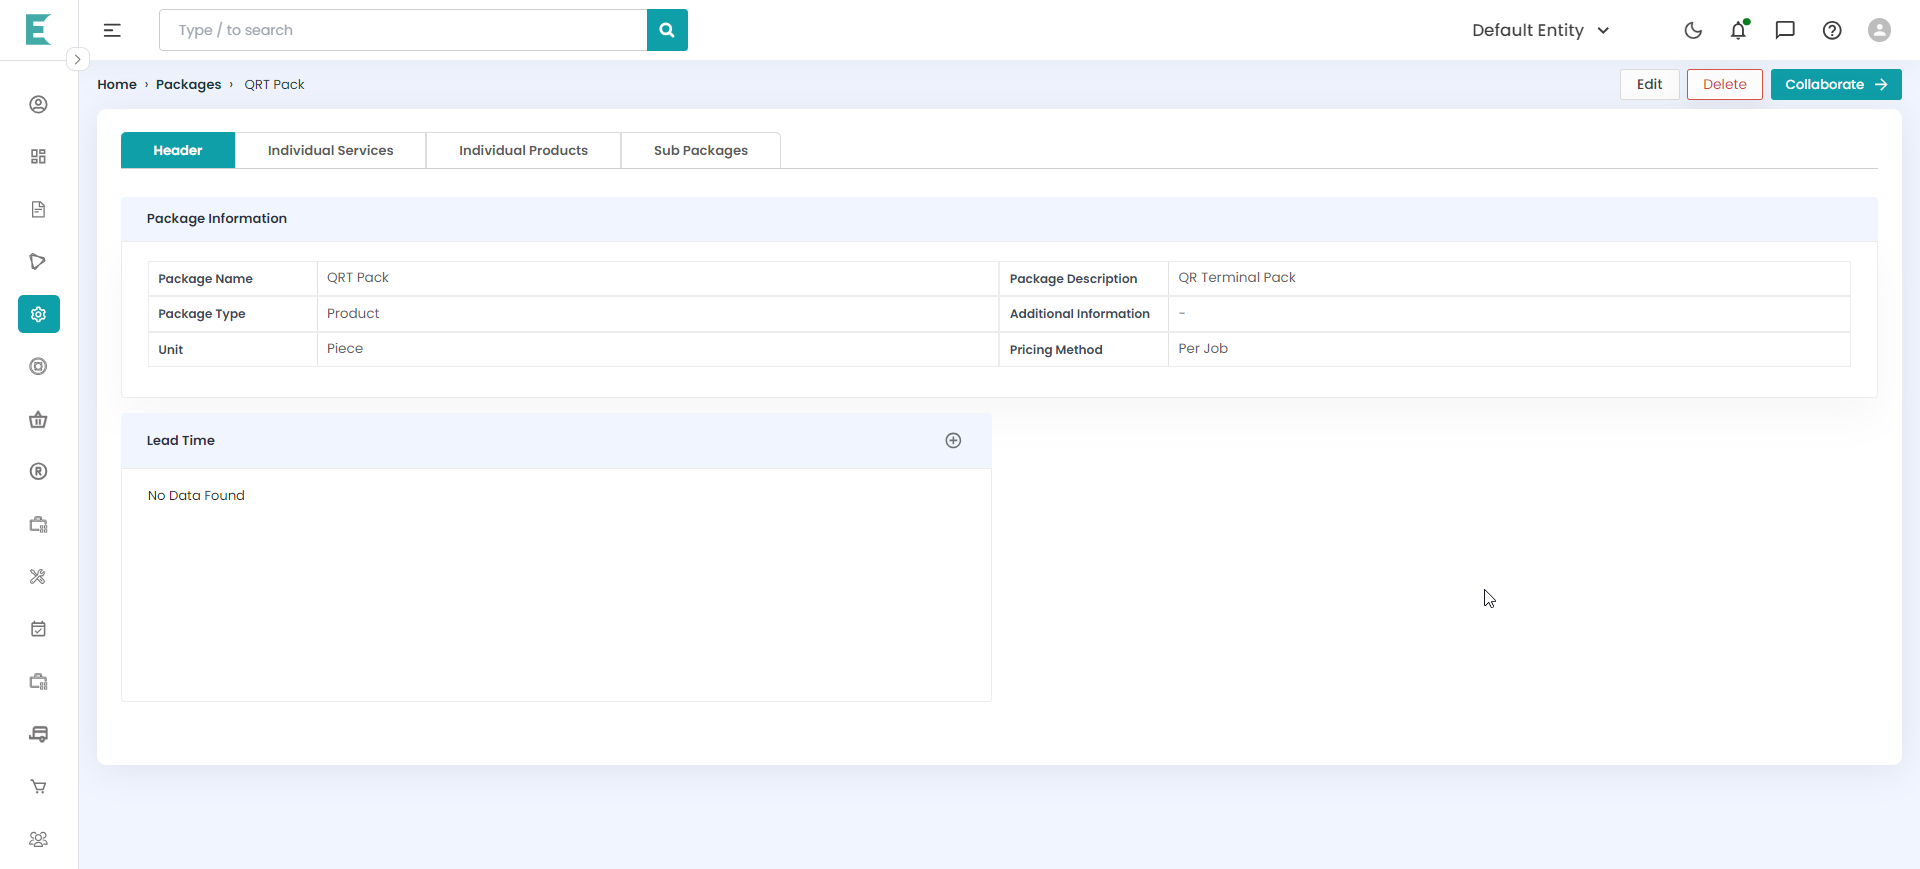 Type / to search
Default Entity
Home › Packages › QRT Pack
Edit
Delete
Collaborate
Header
Individual Services
Individual Products
Sub Packages
Package Information
Package Name
QRT Pack
Package Description
QR Terminal Pack
Package Type
Product
Additional Information
-
Unit
Piece
Pricing Method
Per Job
Lead Time
No Data Found